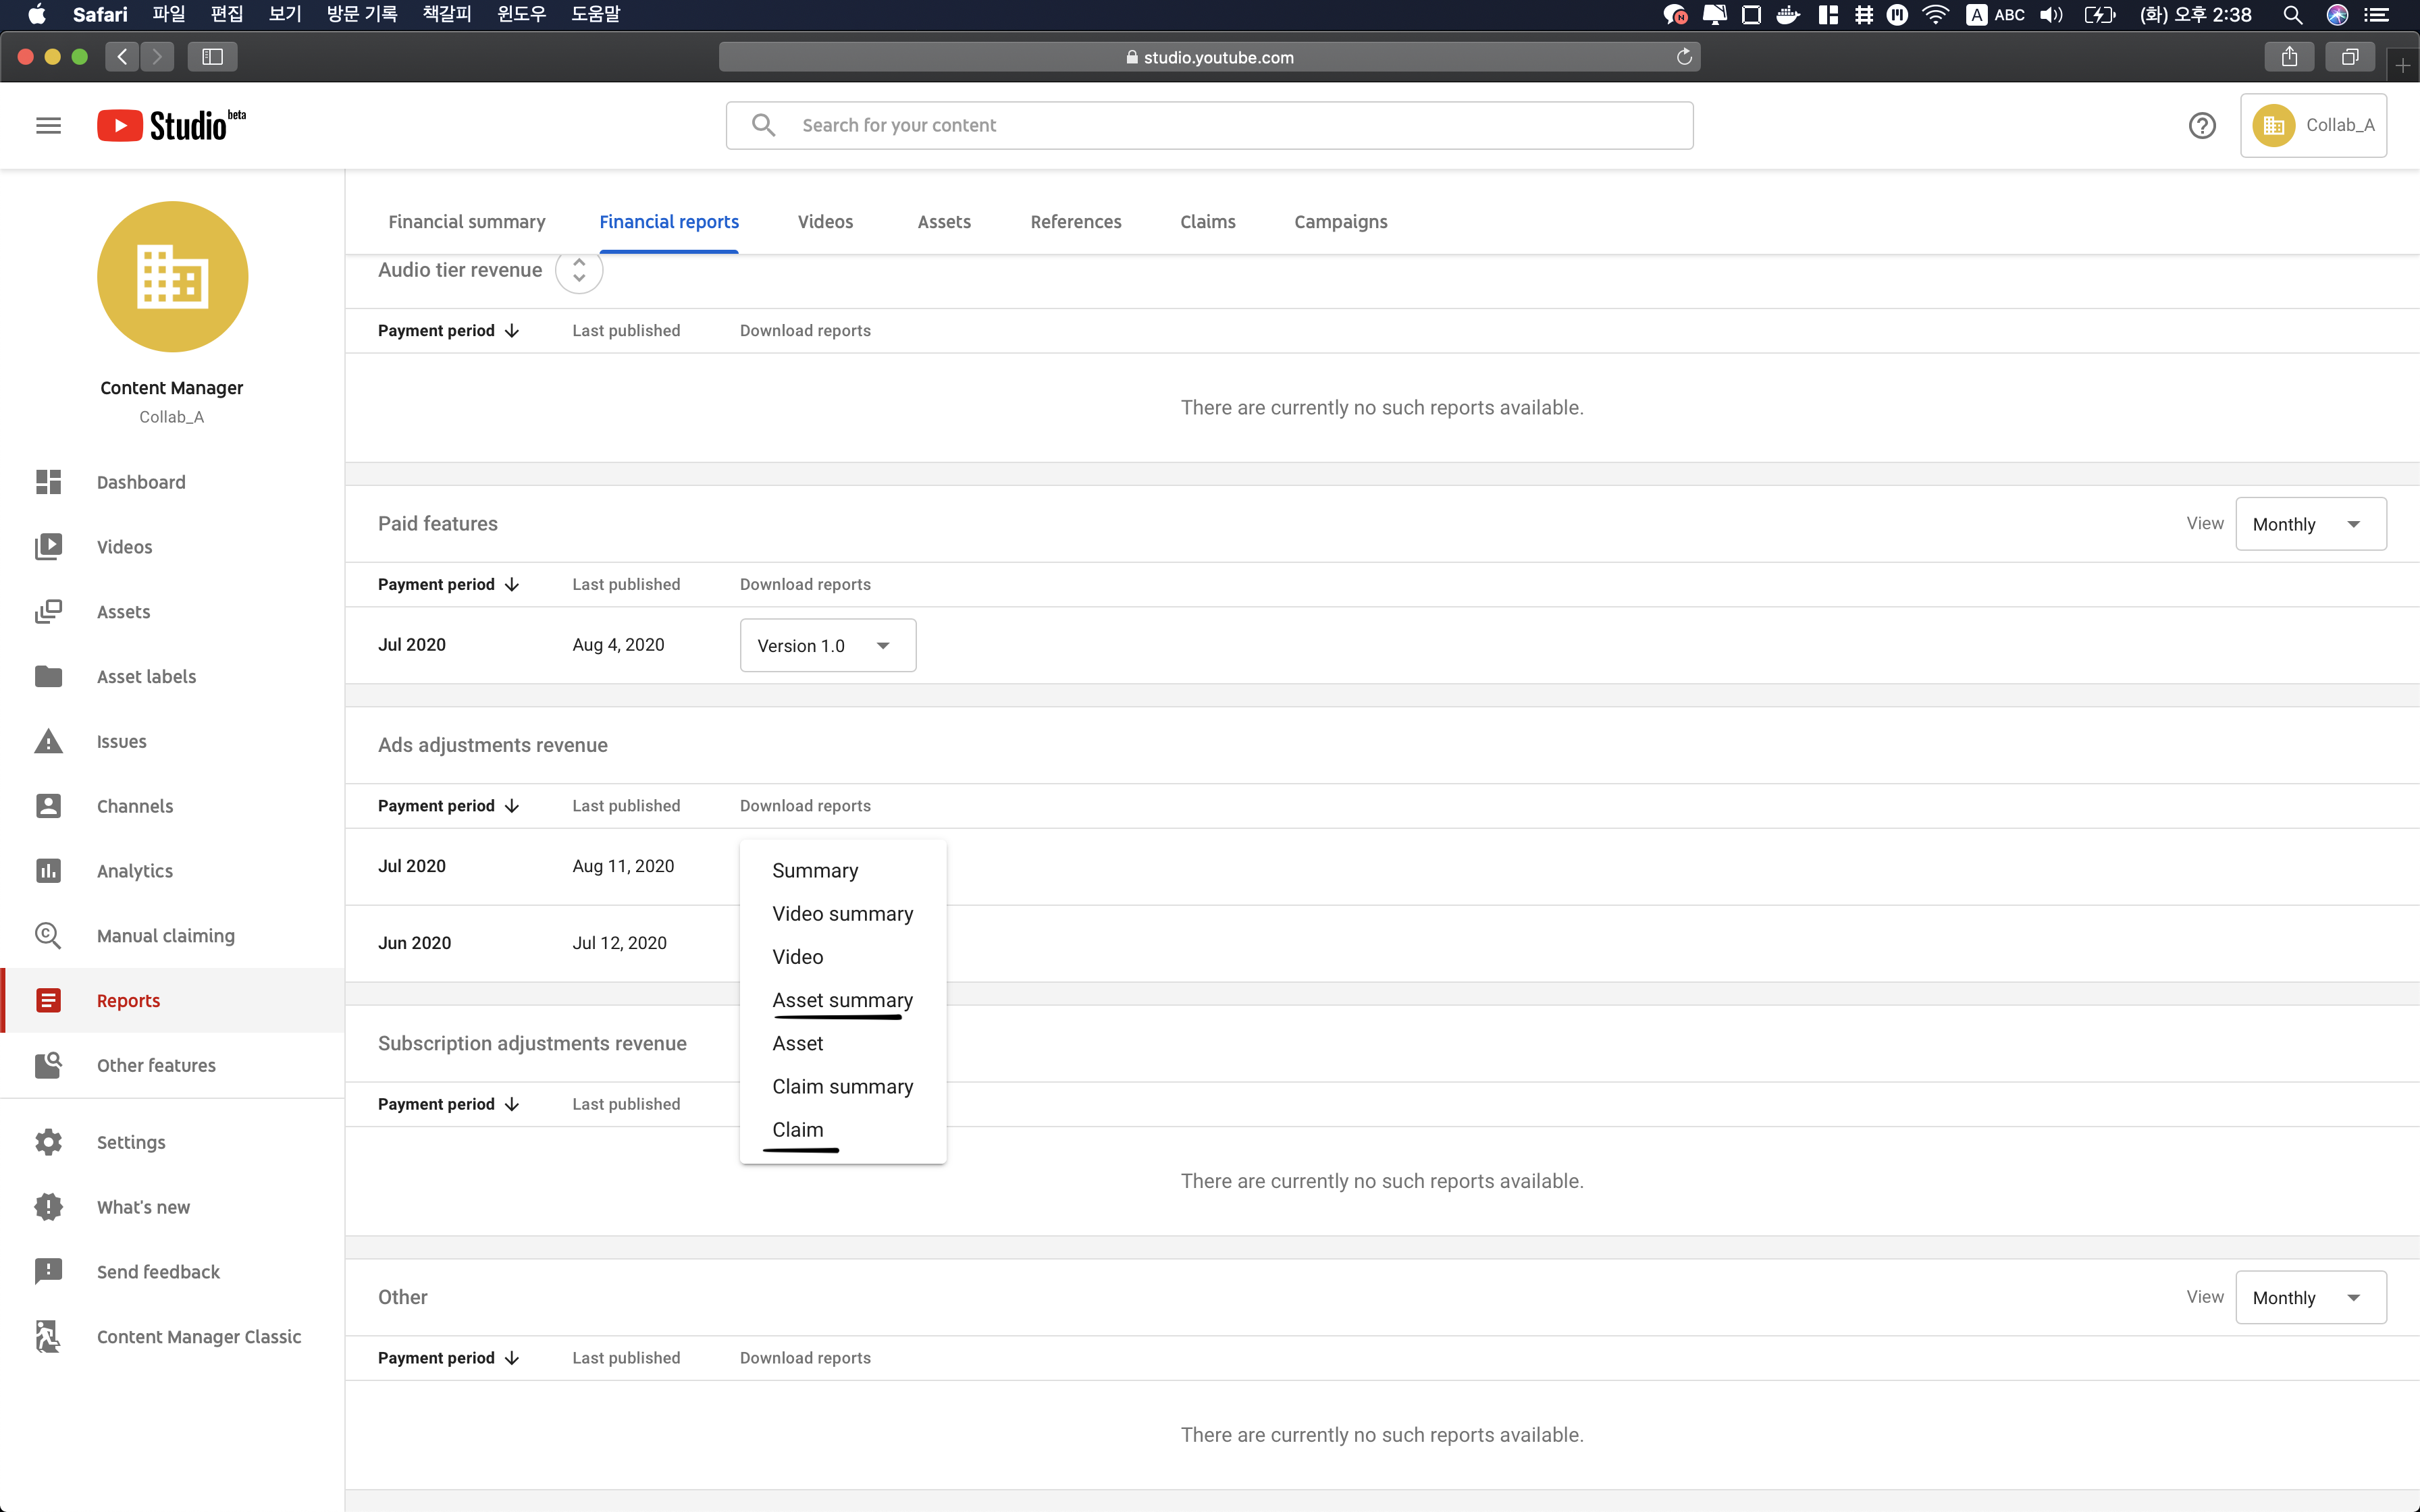 Safari 파일 편집 보기 방문 기록 책갈피 윈도우 도움말 A ABC (화) 오후 2:38
studio.youtube.com
Studio beta
Search for your content
Collab_A
Content Manager
Collab_A
Dashboard
Videos
Assets
Asset labels
Issues
Channels
Analytics
Manual claiming
Reports
Other features
Settings
What's new
Send feedback
Content Manager Classic
Financial summary Financial reports Videos Assets References Claims Campaigns
Audio tier revenue
Payment period Last published Download reports
There are currently no such reports available.
Paid features View Monthly
Payment period Last published Download reports
Jul 2020 Aug 4, 2020 Version 1.0
Ads adjustments revenue
Payment period Last published Download reports
Jul 2020 Aug 11, 2020
Jun 2020 Jul 12, 2020
Summary
Video summary
Video
Asset summary
Asset
Claim summary
Claim
Subscription adjustments revenue
Payment period Last published
There are currently no such reports available.
Other View Monthly
Payment period Last published Download reports
There are currently no such reports available.